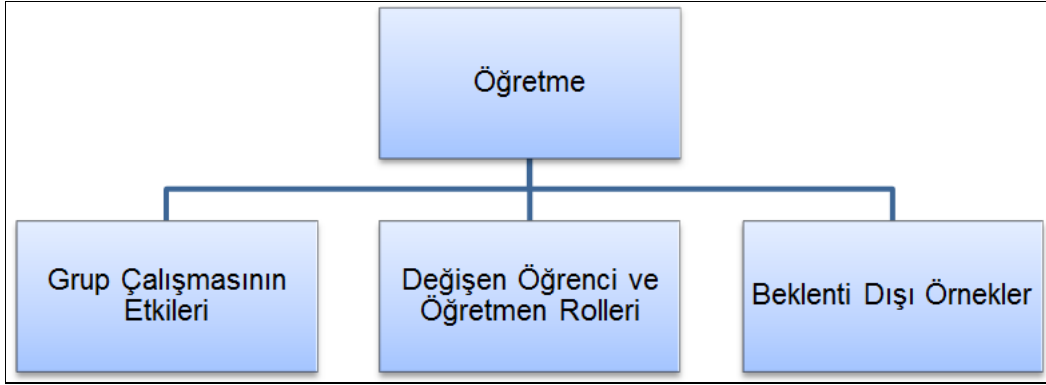 Öğretme
Grup Çalışmasının
Etkileri
Değişen Öğrenci ve
Öğretmen Rolleri
Beklenti Dışı Örnekler